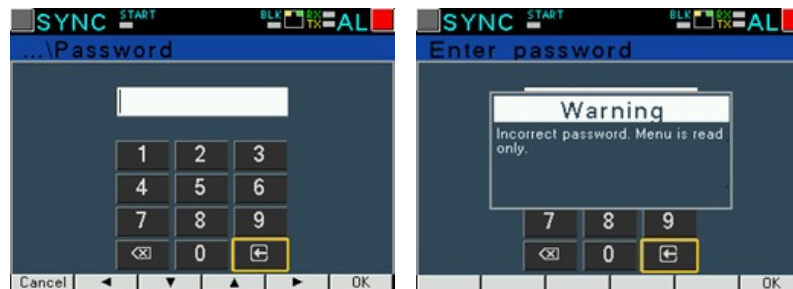 SYNC START BLK RX TX AL
...\Password
1 2 3
4 5 6
7 8 9
0
Cancel OK
SYNC START BLK RX TX AL
Enter password
Warning
Incorrect password. Menu is read
only.
7 8 9
0
OK